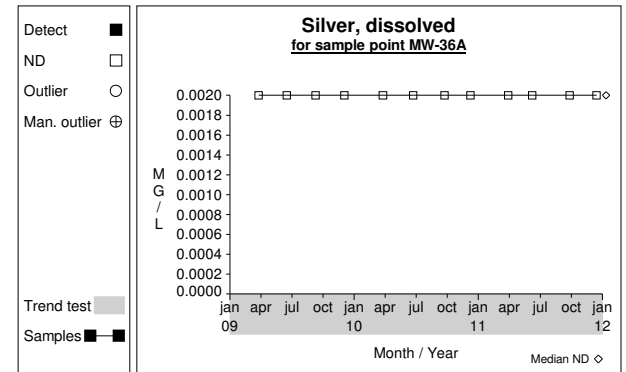 Detect
ND
Outlier
Man. outlier
Trend test
Samples
Silver, dissolved
for sample point MW-36A
M
G
/
L
0.0020
0.0018
0.0016
0.0014
0.0012
0.0010
0.0008
0.0006
0.0004
0.0002
0.0000
jan apr jul oct jan apr jul oct jan apr jul oct jan
09 10 11 12
Month / Year
Median ND